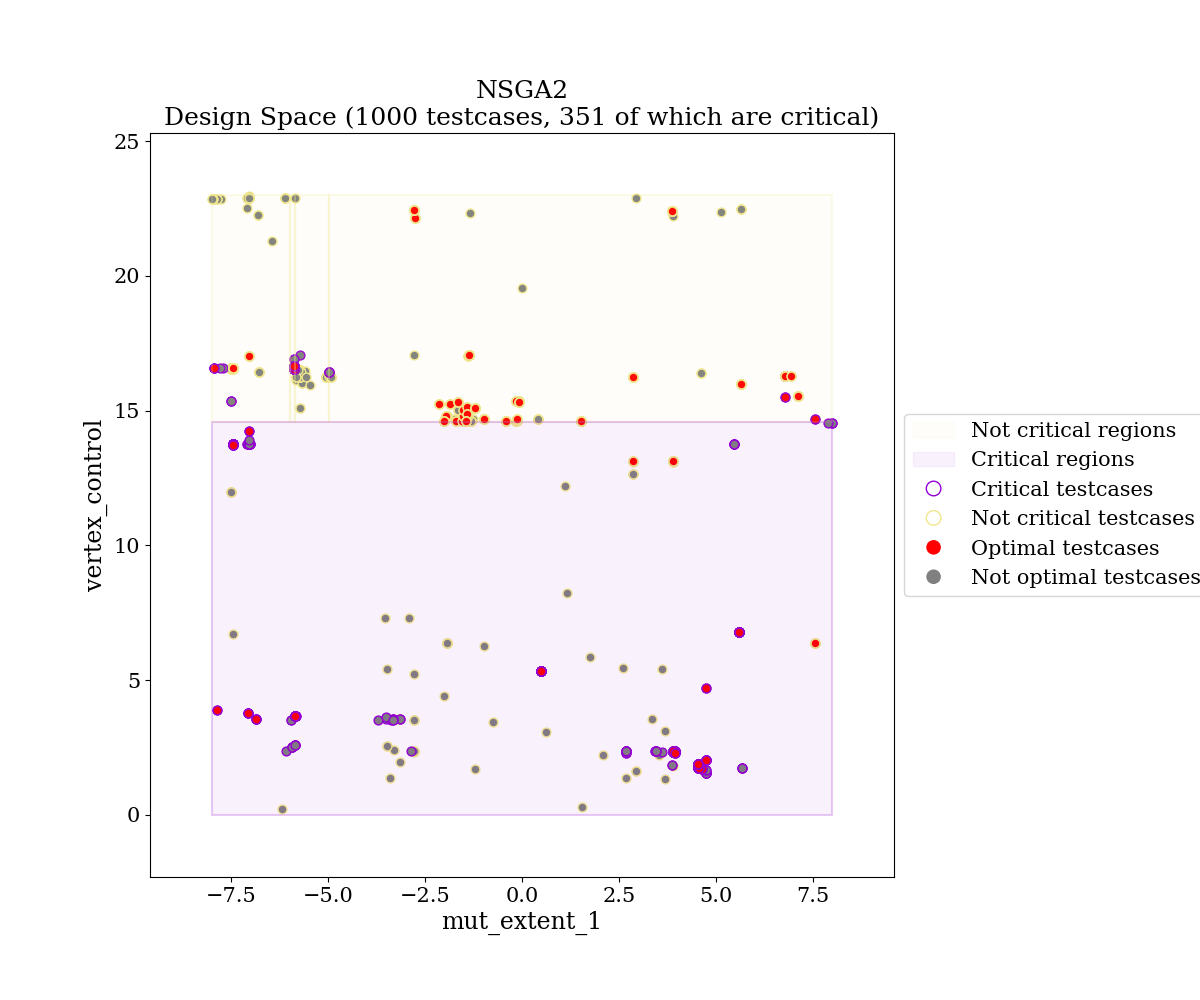 NSGA2
Design Space (1000 testcases, 351 of which are critical)
25
20
15
10
5
0
vertex_control
−7.5
−5.0
−2.5
0.0
2.5
5.0
7.5
mut_extent_1
Not critical regions
Critical regions
Critical testcases
Not critical testcases
Optimal testcases
Not optimal testcases